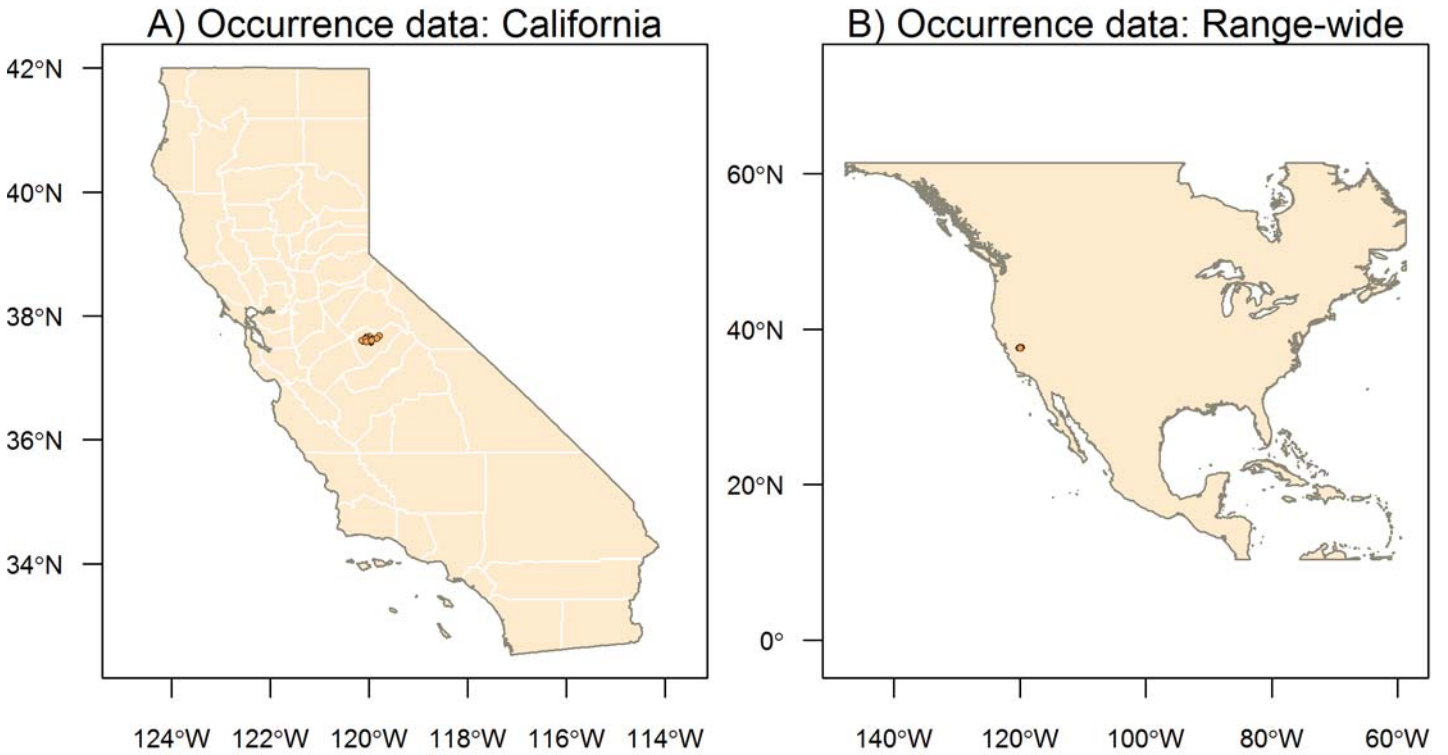 A) Occurrence data: California
42°N
40°N
38°N
36°N
34°N
124°W 122°W 120°W 118°W 116°W 114°W
B) Occurrence data: Range-wide
60°N
40°N
20°N
0°
140°W 120°W 100°W 80°W 60°W